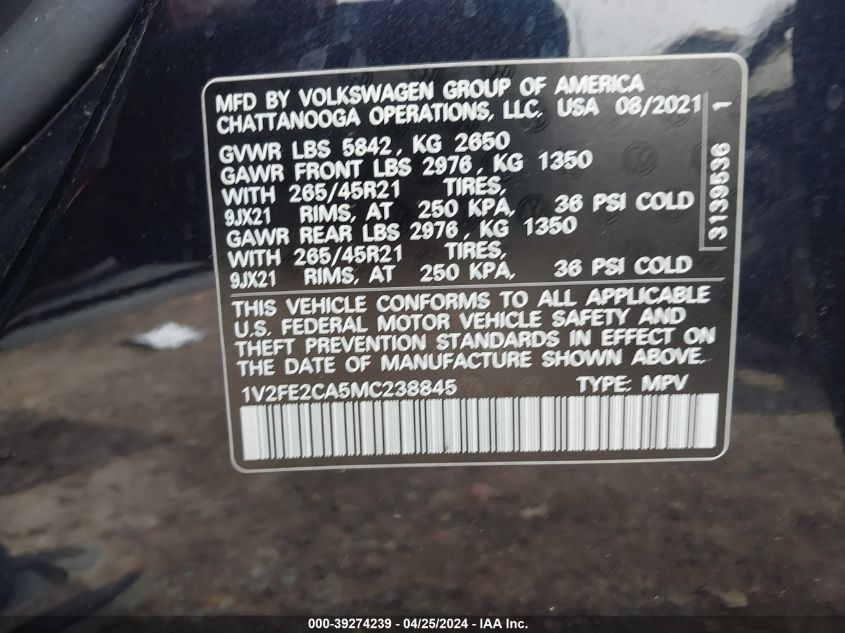 MFD BY VOLKSWAGEN GROUP OF AMERICA
CHATTANOOGA OPERATIONS, LLC, USA 08/2021
GVWR LBS 5842, KG 2650
GAWR FRONT LBS 2976, KG 1350
WITH 265/45R21 TIRES,
9JX21 RIMS, AT 250 KPA, 36 PSI COLD
GAWR REAR LBS 2976, KG 1350
WITH 265/45R21 TIRES,
9JX21 RIMS, AT 250 KPA, 36 PSI COLD
3139536 1
THIS VEHICLE CONFORMS TO ALL APPLICABLE
U.S. FEDERAL MOTOR VEHICLE SAFETY AND
THEFT PREVENTION STANDARDS IN EFFECT ON
THE DATE OF MANUFACTURE SHOWN ABOVE.
1V2FE2CA5MC238845 TYPE: MPV
000-39274239 - 04/25/2024 - www.iaai.com